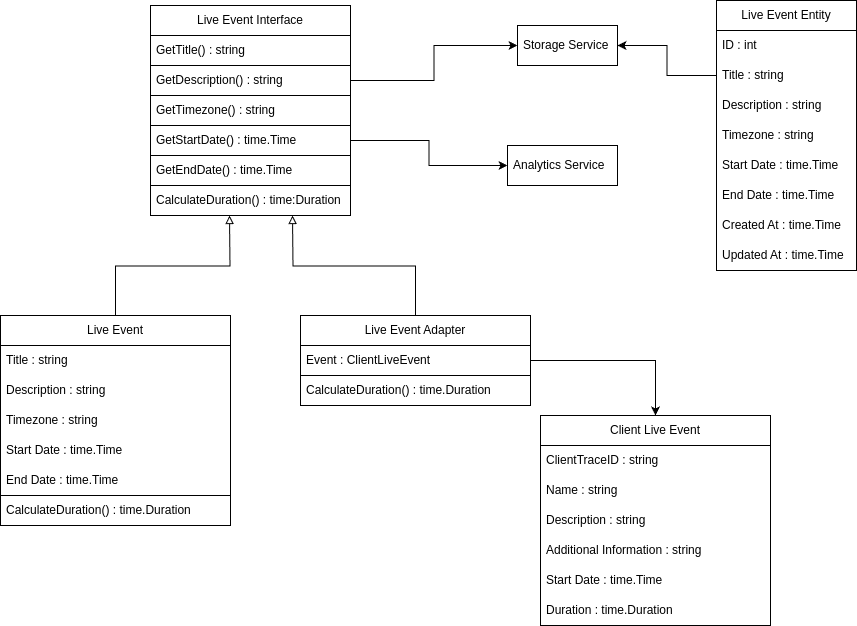 Live Event Interface
GetTitle() : string
GetDescription() : string
GetTimezone() : string
GetStartDate() : time.Time
GetEndDate() : time.Time
CalculateDuration() : time:Duration
Storage Service
Analytics Service
Live Event Entity
ID : int
Title : string
Description : string
Timezone : string
Start Date : time.Time
End Date : time.Time
Created At : time.Time
Updated At : time.Time
Live Event
Title : string
Description : string
Timezone : string
Start Date : time.Time
End Date : time.Time
CalculateDuration() : time.Duration
Live Event Adapter
Event : ClientLiveEvent
CalculateDuration() : time.Duration
Client Live Event
ClientTraceID : string
Name : string
Description : string
Additional Information : string
Start Date : time.Time
Duration : time.Duration